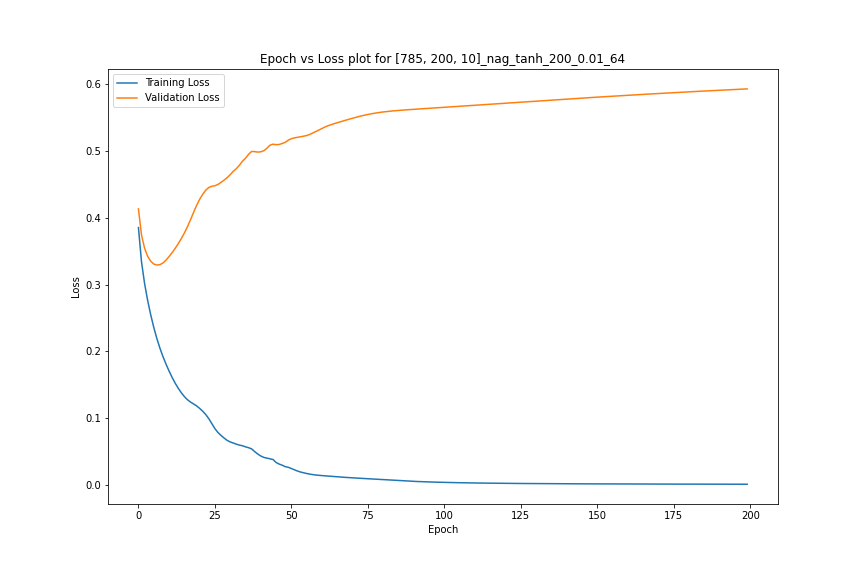 Epoch vs Loss plot for [785, 200, 10]_nag_tanh_200_0.01_64
Training Loss
Validation Loss
0.6
0.5
0.4
0.3
0.2
0.1
0.0
Loss
0 25 50 75 100 125 150 175 200
Epoch